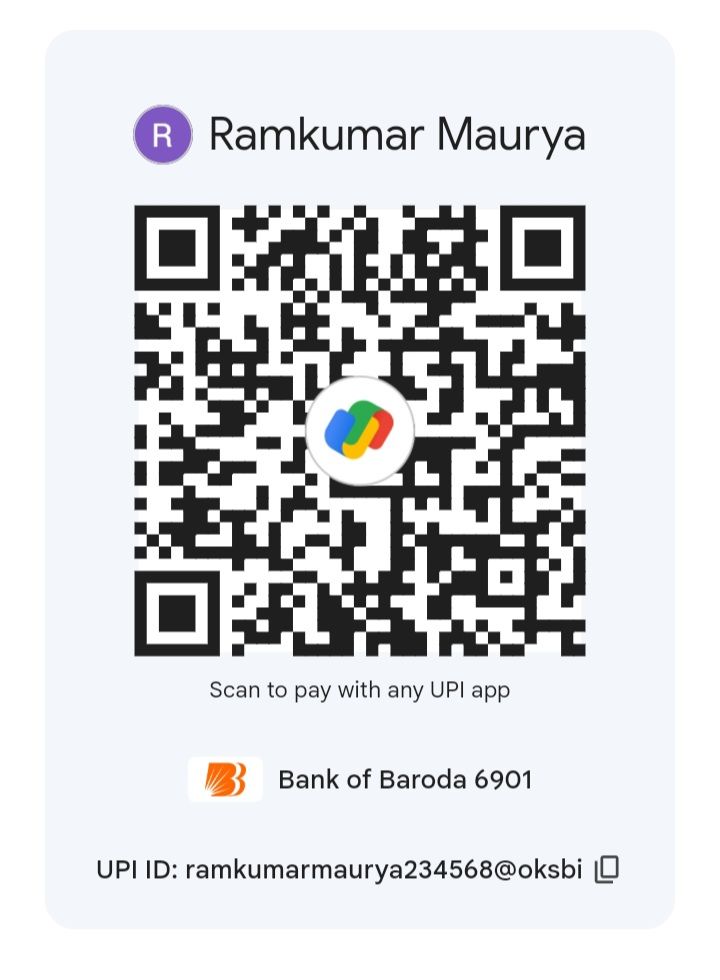 R Ramkumar Maurya
Scan to pay with any UPI app
Bank of Baroda 6901
UPI ID: ramkumarmaurya234568@oksbi